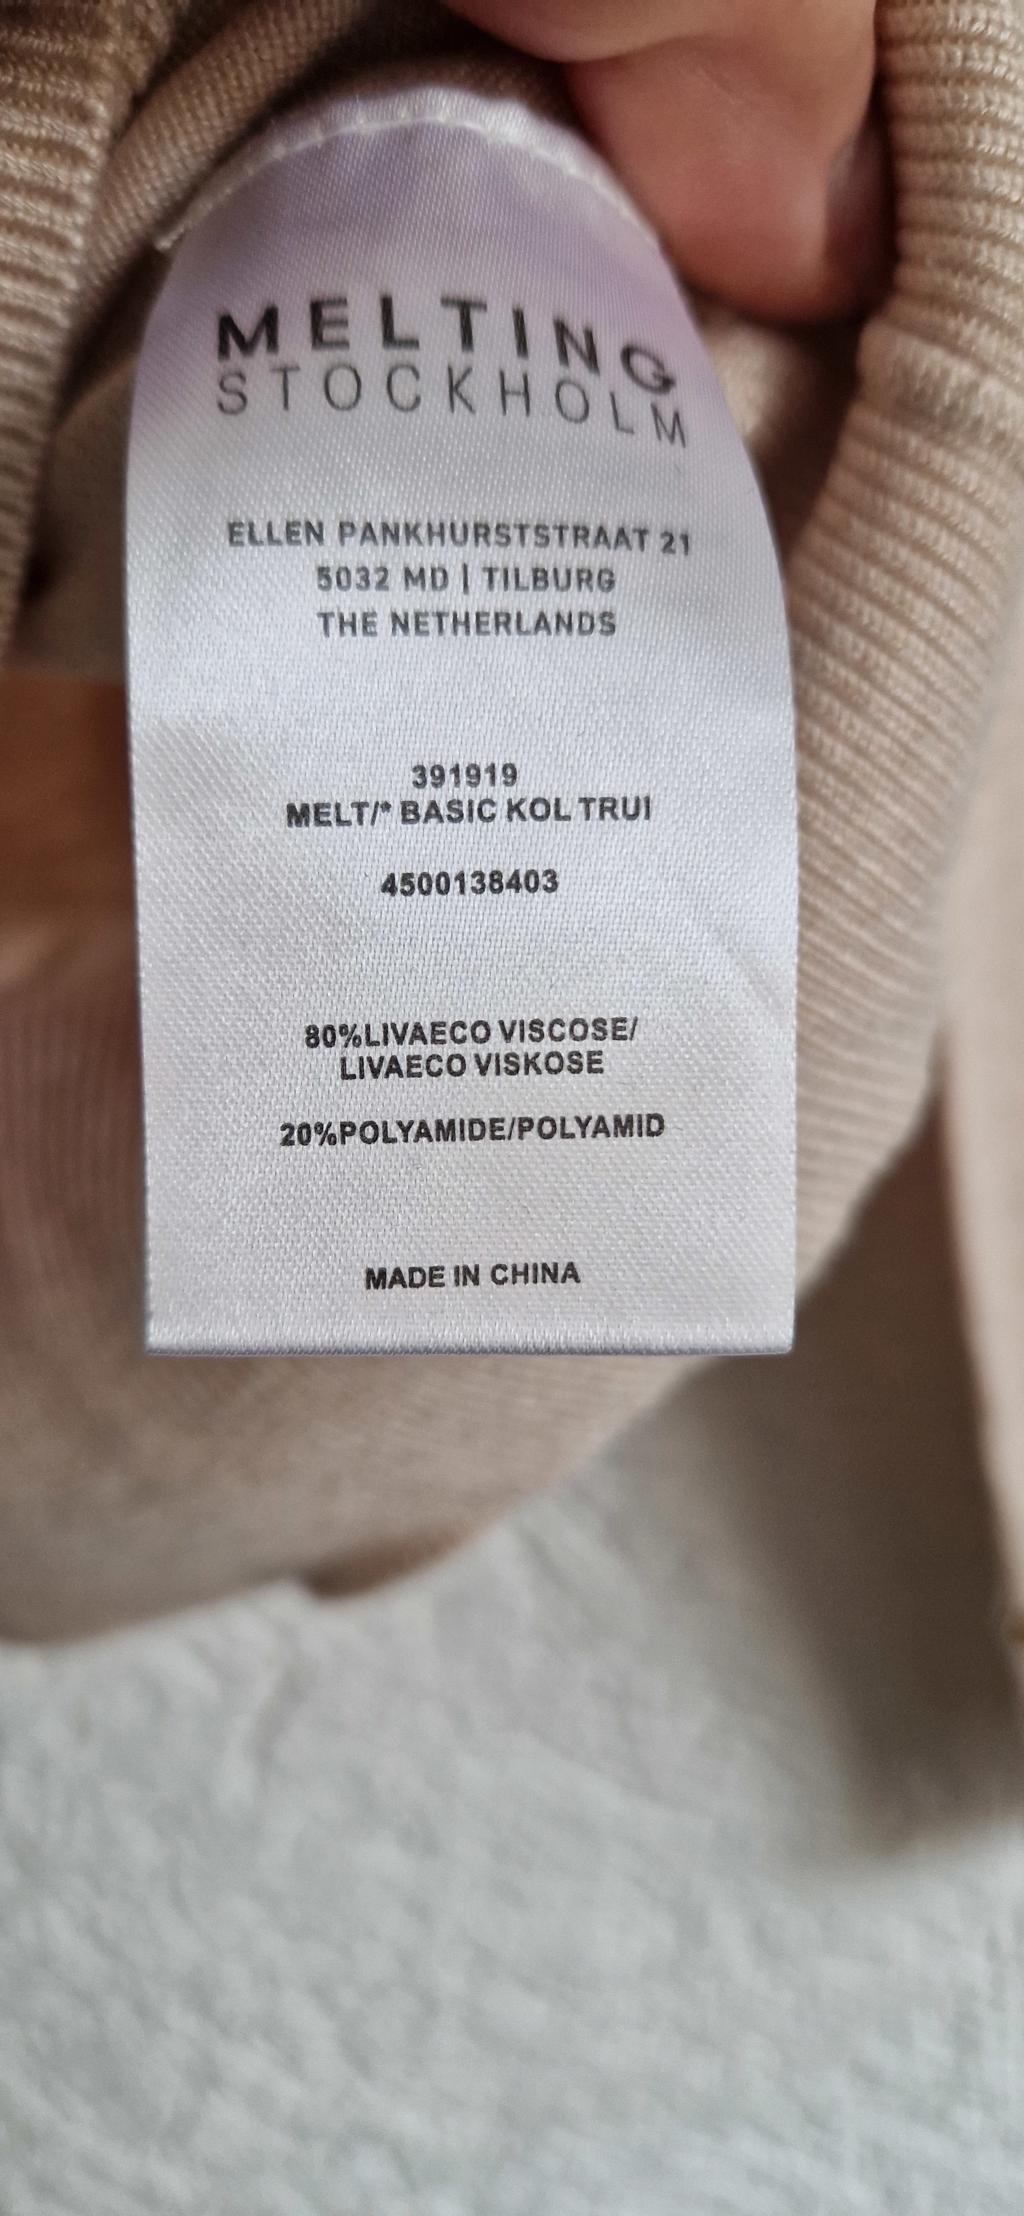 MELTING
STOCKHOLM
ELLEN PANKHURSTSTRAAT 21
5032 MD | TILBURG
THE NETHERLANDS
391919
MELT/* BASIC KOL TRUI
4500138403
80%LIVAECO VISCOSE/
LIVAECO VISKOSE
20%POLYAMIDE/POLYAMID
MADE IN CHINA